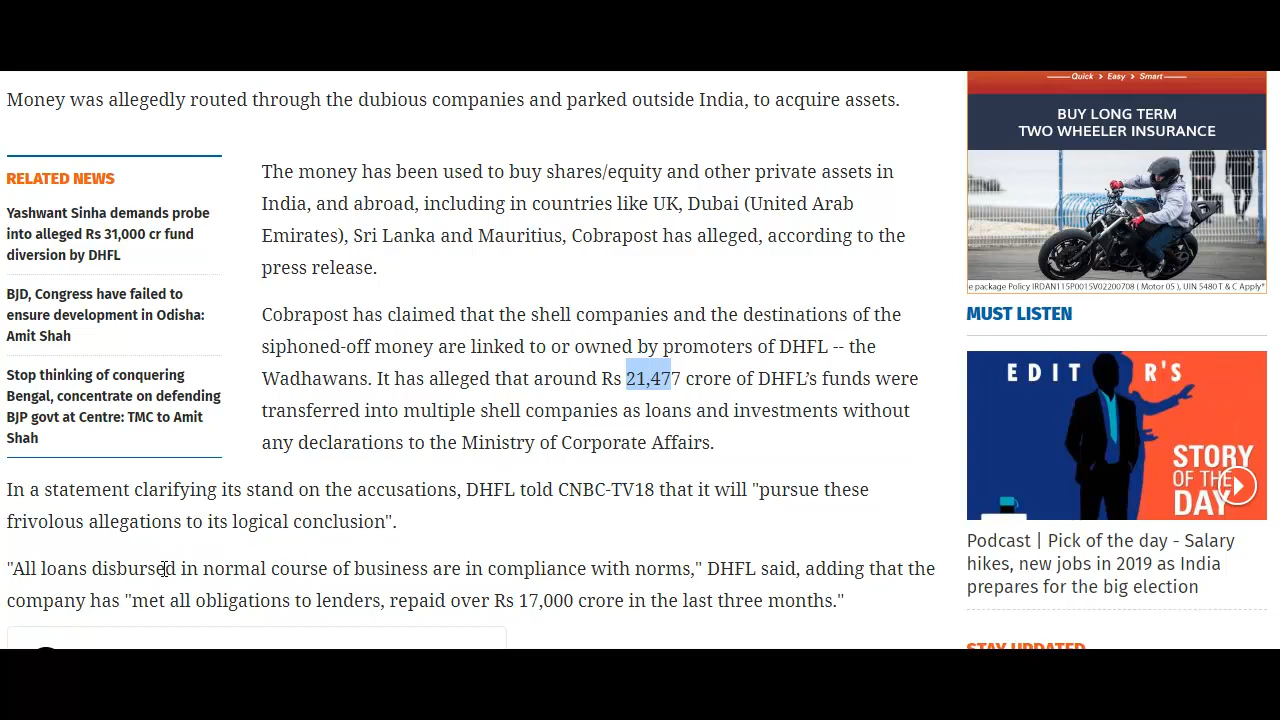 Money was allegedly routed through the dubious companies and parked outside India, to acquire assets.
RELATED NEWS
Yashwant Sinha demands probe
into alleged Rs 31,000 cr fund
diversion by DHFL
BJD, Congress have failed to
ensure development in Odisha:
Amit Shah
Stop thinking of conquering
Bengal, concentrate on defending
BJP govt at Centre: TMC to Amit
Shah
The money has been used to buy shares/equity and other private assets in
India, and abroad, including in countries like UK, Dubai (United Arab
Emirates), Sri Lanka and Mauritius, Cobrapost has alleged, according to the
press release.
Cobrapost has claimed that the shell companies and the destinations of the
siphoned-off money are linked to or owned by promoters of DHFL -- the
Wadhawans. It has alleged that around Rs 21,477 crore of DHFL’s funds were
transferred into multiple shell companies as loans and investments without
any declarations to the Ministry of Corporate Affairs.
In a statement clarifying its stand on the accusations, DHFL told CNBC-TV18 that it will "pursue these
frivolous allegations to its logical conclusion".
"All loans disbursed in normal course of business are in compliance with norms," DHFL said, adding that the
company has "met all obligations to lenders, repaid over Rs 17,000 crore in the last three months."
Quick > Easy > Smart
BUY LONG TERM
TWO WHEELER INSURANCE
e package Policy IRDAN115P0015V02200708 ( Motor 05 ), UIN 5480 T & C Apply*
MUST LISTEN
EDITOR'S
STORY
OF THE
DAY
Podcast | Pick of the day - Salary
hikes, new jobs in 2019 as India
prepares for the big election
STAY UPDATED